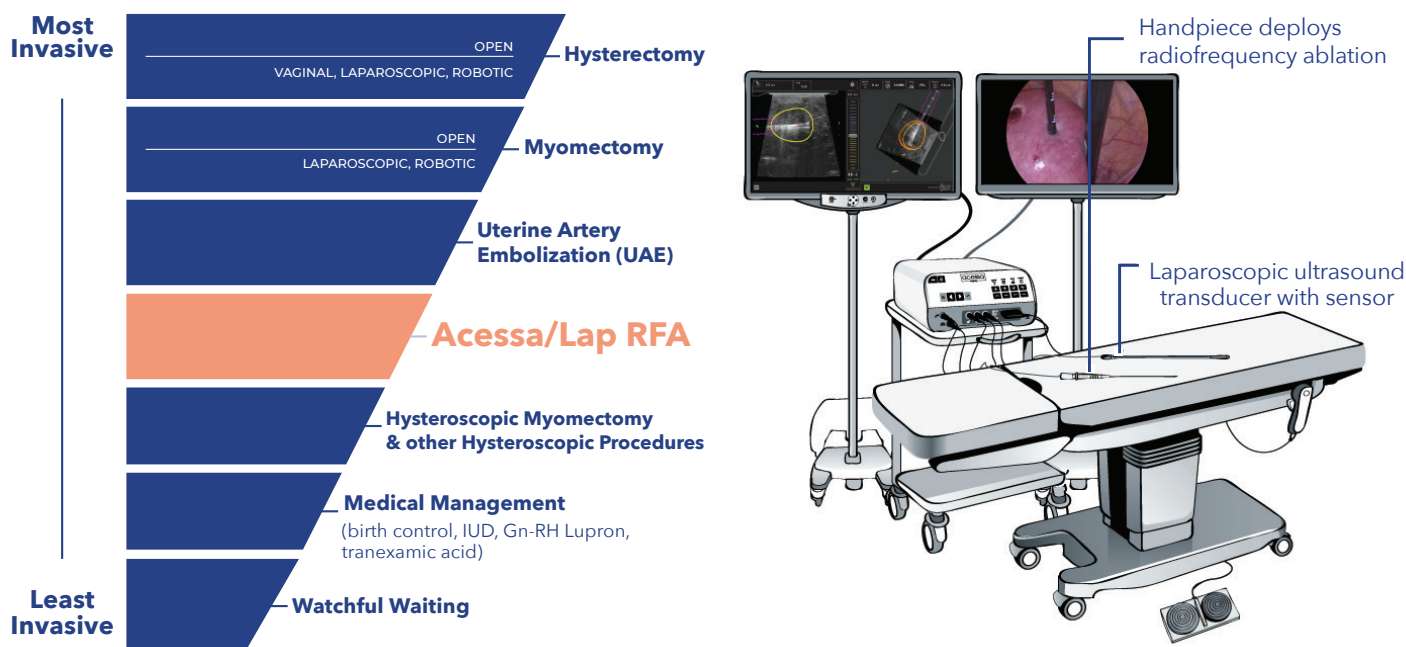 Most
Invasive
OPEN
VAGINAL, LAPAROSCOPIC, ROBOTIC
Hysterectomy
OPEN
LAPAROSCOPIC, ROBOTIC
Myomectomy
Uterine Artery
Embolization (UAE)
Acessa/Lap RFA
Hysteroscopic Myomectomy
& other Hysteroscopic Procedures
Medical Management
(birth control, IUD, Gn-RH Lupron,
tranexamic acid)
Watchful Waiting
Least
Invasive
Handpiece deploys
radiofrequency ablation
Laparoscopic ultrasound
transducer with sensor
acessa